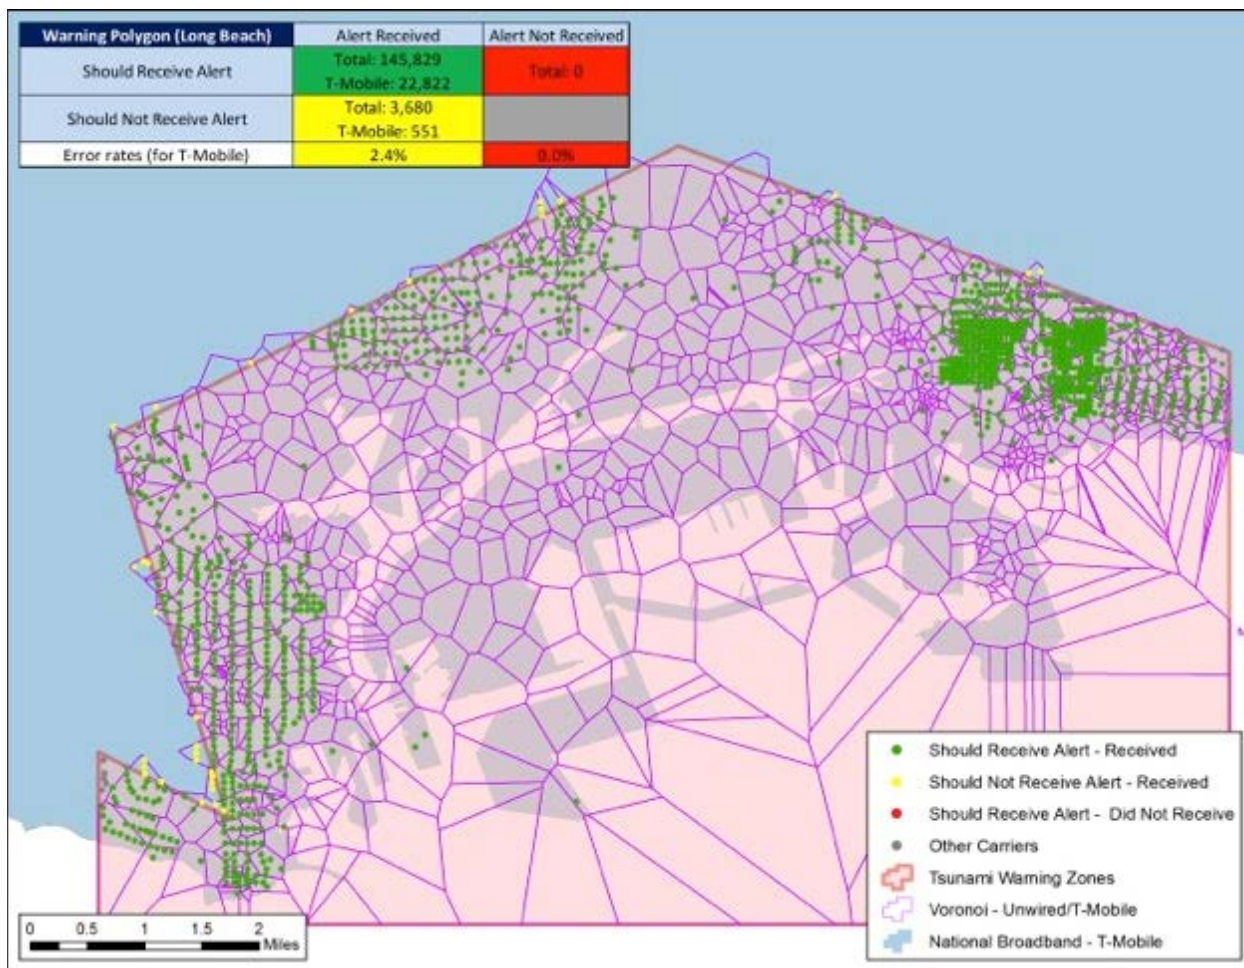 Warning Polygon (Long Beach) Alert Received Alert Not Received
Should Receive Alert Total: 145,829 T-Mobile: 22,822 Total: 0
Should Not Receive Alert Total: 3,680 T-Mobile: 551
Error rates (for T-Mobile) 2.4% 0.0%
Should Receive Alert - Received
Should Not Receive Alert - Received
Should Receive Alert - Did Not Receive
Other Carriers
Tsunami Warning Zones
Voronoi - Unwired/T-Mobile
National Broadband - T-Mobile
0 0.5 1 1.5 2
Miles